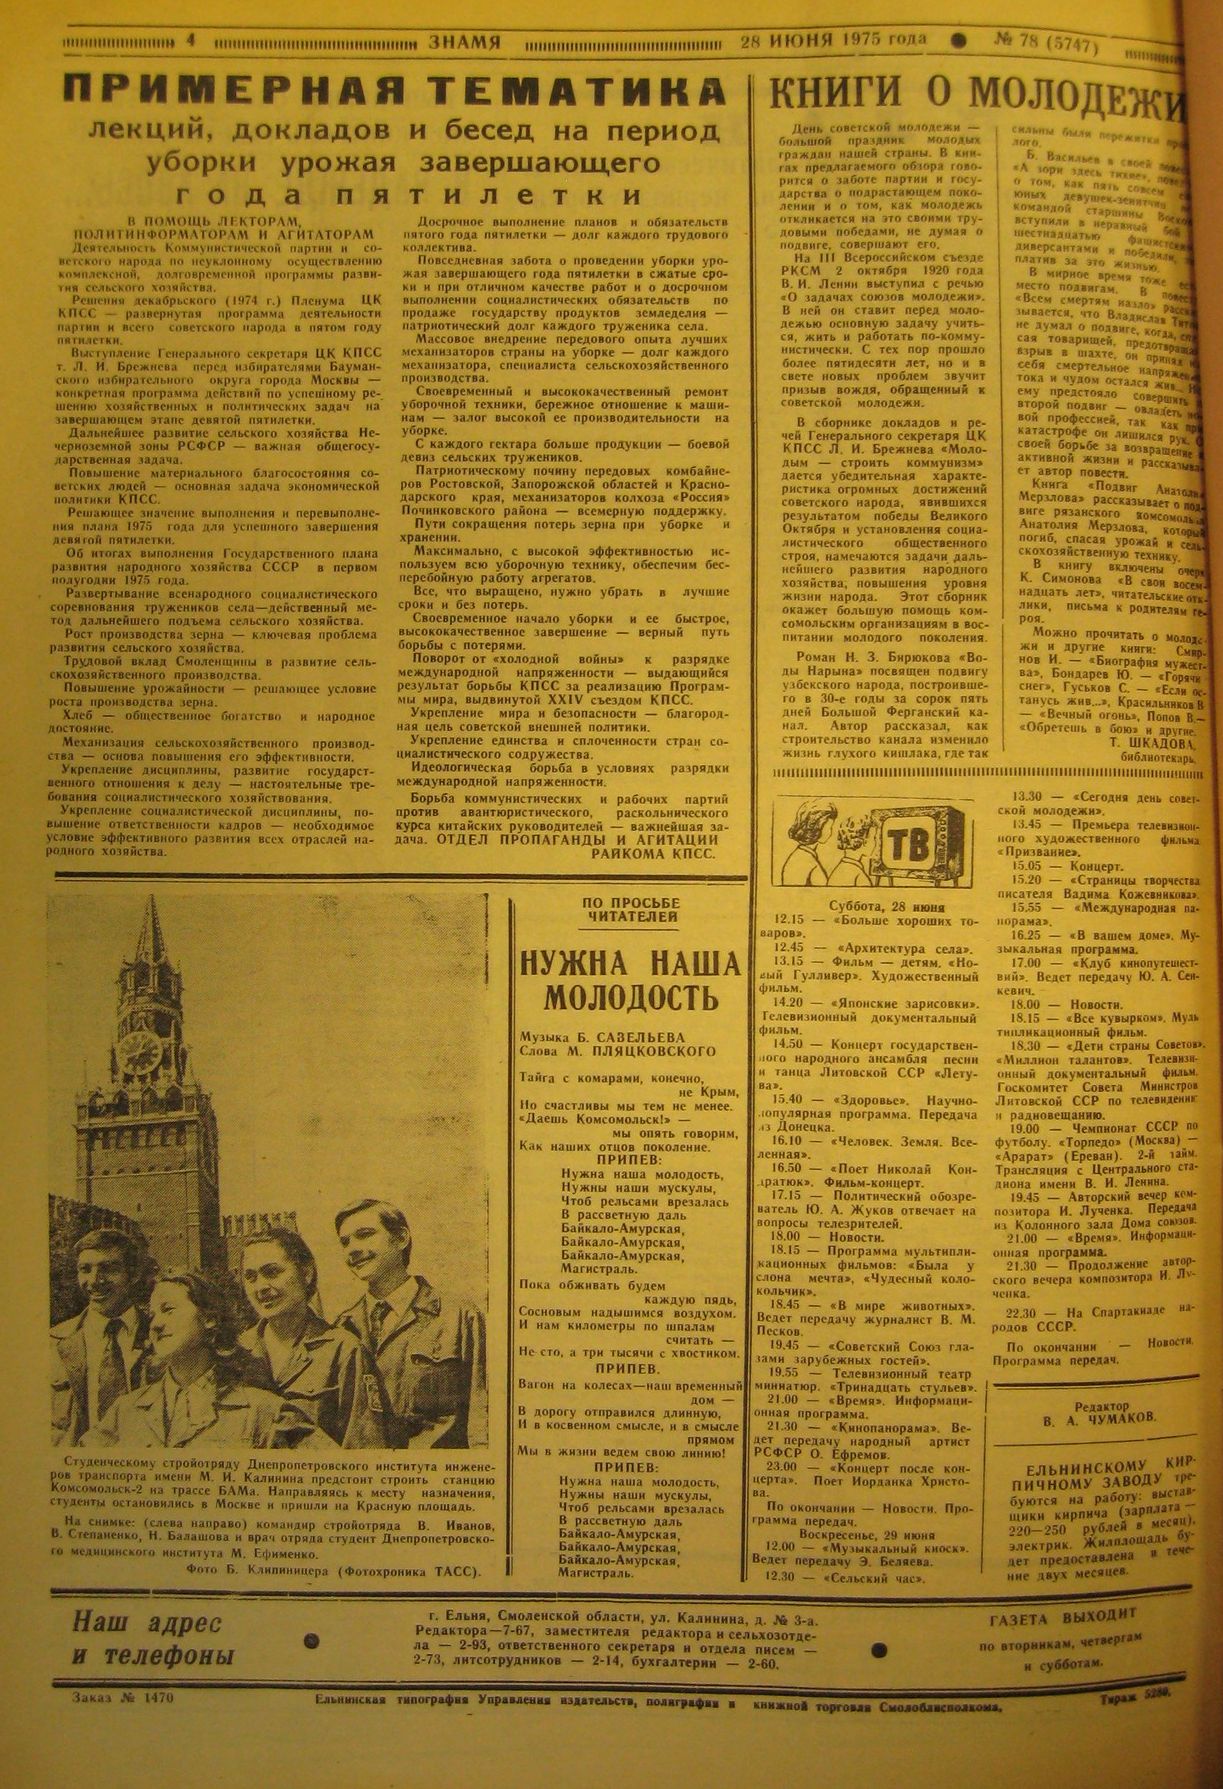 4
ЗНАМЯ
28 ИЮНЯ 1975 года ● № 78 (5747)
ПРИМЕРНАЯ ТЕМАТИКА
лекций, докладов и бесед на период
уборки урожая завершающего
года пятилетки
В ПОМОЩЬ ЛЕКТОРАМ,
ПОЛИТИНФОРМАТОРАМ И АГИТАТОРАМ
Деятельность Коммунистической партии и со-
ветского народа по неуклонному осуществлению
комплексной, долговременной программы разви-
тия сельского хозяйства.
Решения декабрьского (1974 г.) Пленума ЦК
КПСС — развернутая программа деятельности
партии и всего советского народа в пятом году
пятилетки.
Выступление Генерального секретаря ЦК КПСС
т. Л. И. Брежнева перед избирателями Бауман-
ского избирательного округа города Москвы —
конкретная программа действий по успешному ре-
шению хозяйственных и политических задач на
завершающем этапе девятой пятилетки.
Дальнейшее развитие сельского хозяйства Не-
черноземной зоны РСФСР — важная общегосу-
дарственная задача.
Повышение материального благосостояния со-
ветских людей — основная задача экономической
политики КПСС.
Решающее значение выполнения и перевыполне-
ния плана 1975 года для успешного завершения
девятой пятилетки.
Об итогах выполнения Государственного плана
развития народного хозяйства СССР в первом
полугодии 1975 года.
Развертывание всенародного социалистического
соревнования тружеников села—действенный ме-
тод дальнейшего подъема сельского хозяйства.
Рост производства зерна — ключевая проблема
развития сельского хозяйства.
Трудовой вклад Смоленщины в развитие сель-
скохозяйственного производства.
Повышение урожайности — решающее условие
роста производства зерна.
Хлеб — общественное богатство и народное
достояние.
Механизация сельскохозяйственного производ-
ства — основа повышения его эффективности.
Укрепление дисциплины, развитие государст-
венного отношения к делу — настоятельные тре-
бования социалистического хозяйствования.
Укрепление социалистической дисциплины, по-
вышение ответственности кадров — необходимое
условие эффективного развития всех отраслей на-
родного хозяйства.
Досрочное выполнение планов и обязательств
пятого года пятилетки — долг каждого трудового
коллектива.
Повседневная забота о проведении уборки уро-
жая завершающего года пятилетки в сжатые сро-
ки и при отличном качестве работ и о досрочном
выполнении социалистических обязательств по
продаже государству продуктов земледелия —
патриотический долг каждого труженика села.
Массовое внедрение передового опыта лучших
механизаторов страны на уборке — долг каждого
механизатора, специалиста сельскохозяйственного
производства.
Своевременный и высококачественный ремонт
уборочной техники, бережное отношение к маши-
нам — залог высокой ее производительности на
уборке.
С каждого гектара больше продукции — боевой
девиз сельских тружеников.
Патриотическому почину передовых комбайне-
ров Ростовской, Запорожской областей и Красно-
дарского края, механизаторов колхоза «Россия»
Починковского района — всемерную поддержку.
Пути сокращения потерь зерна при уборке и
хранении.
Максимально, с высокой эффективностью ис-
пользуем всю уборочную технику, обеспечим бес-
перебойную работу агрегатов.
Все, что выращено, нужно убрать в лучшие
сроки и без потерь.
Своевременное начало уборки и ее быстрое,
высококачественное завершение — верный путь
борьбы с потерями.
Поворот от «холодной войны» к разрядке
международной напряженности — выдающийся
результат борьбы КПСС за реализацию Програм-
мы мира, выдвинутой XXIV съездом КПСС.
Укрепление мира и безопасности — благород-
ная цель советской внешней политики.
Укрепление единства и сплоченности стран со-
циалистического содружества.
Идеологическая борьба в условиях разрядки
международной напряженности.
Борьба коммунистических и рабочих партий
против авантюристического, раскольнического
курса китайских руководителей — важнейшая за-
дача. ОТДЕЛ ПРОПАГАНДЫ И АГИТАЦИИ
РАЙКОМА КПСС.
КНИГИ О МОЛОДЕЖИ
День советской молодежи —
большой праздник молодых
граждан нашей страны. В кни-
гах предлагаемого обзора гово-
рится о заботе партии и госу-
дарства о подрастающем поко-
лении и о том, как молодежь
откликается на это своими тру-
довыми победами, не думая о
подвиге, совершают его.
На III Всероссийском съезде
РКСМ 2 октября 1920 года
В. И. Ленин выступил с речью
«О задачах союзов молодежи».
В ней он ставит перед моло-
дежью основную задачу учить-
ся, жить и работать по-комму-
нистически. С тех пор прошло
более пятидесяти лет, но и в
свете новых проблем звучит
призыв вождя, обращенный к
советской молодежи.
В сборнике докладов и ре-
чей Генерального секретаря ЦК
КПСС Л. И. Брежнева «Моло-
дым — строить коммунизм»
дается убедительная характе-
ристика огромных достижений
советского народа, явившихся
результатом победы Великого
Октября и установления социа-
листического общественного
строя, намечаются задачи даль-
нейшего развития народного
хозяйства, повышения уровня
жизни народа. Этот сборник
окажет большую помощь ком-
сомольским организациям в вос-
питании молодого поколения.
Роман Н. З. Бирюкова «Во-
ды Нарына» посвящен подвигу
узбекского народа, построивше-
го в 30-е годы за сорок пять
дней Большой Ферганский ка-
нал. Автор рассказал, как
строительство канала изменило
жизнь глухого кишлака, где так
сильны были пережитки
лого.
Б. Васильев в своей
«А зори здесь тихие»,
о том, как пять совсем
юных девушек-зенитчиц
командой старшины
вступили в неравный бой
шестнадцатью фашистскими
диверсантами и победили,
платив за это жизнью.
В мирное время тоже
место подвигам. В
«Всем смертям назло»
зывается, что Владислав
не думал о подвиге, когда,
сая товарищей, предотвращая
взрыв в шахте, он принял на
себя смертельное напряжение
тока и чудом остался жив. Но
ему предстояло совершить и
второй подвиг — овладеть но-
вой профессией, так как при
катастрофе он лишился рук. О
своей борьбе за возвращение к
активной жизни и рассказыва-
ет автор повести.
Книга «Подвиг Анатолия
Мерзлова» рассказывает о под-
виге рязанского комсомольца
Анатолия Мерзлова, который
погиб, спасая урожай и сель-
скохозяйственную технику.
В книгу включены очерк
К. Симонова «В свои восем-
надцать лет», читательские отк-
лики, письма к родителям ге-
роя.
Можно прочитать о молоде-
жи и другие книги: Смир-
нов И. — «Биография мужест-
ва», Бондарев Ю. — «Горячий
снег», Гуськов С. — «Если ос-
танусь жив...», Красильников В.
— «Вечный огонь», Попов В.—
«Обретешь в бою» и другие.
Т. ШКАДОВА,
библиотекарь.
ТВ
Суббота, 28 июня
12.15 — «Больше хороших то-
варов».
12.45 — «Архитектура села».
13.15 — Фильм — детям. «Но-
вый Гулливер». Художественный
фильм.
14.20 — «Японские зарисовки».
Телевизионный документальный
фильм.
14.50 — Концерт государствен-
ного народного ансамбля песни
и танца Литовской ССР «Лету-
ва».
15.40 — «Здоровье». Научно-
популярная программа. Передача
из Донецка.
16.10 — «Человек. Земля. Все-
ленная».
16.50 — «Поет Николай Кон-
дратюк». Фильм-концерт.
17.15 — Политический обозре-
ватель Ю. А. Жуков отвечает на
вопросы телезрителей.
18.00 — Новости.
18.15 — Программа мультипли-
кационных фильмов: «Была у
слона мечта», «Чудесный коло-
кольчик».
18.45 — «В мире животных».
Ведет передачу журналист В. М.
Песков.
19.45 — «Советский Союз гла-
зами зарубежных гостей».
19.55 — Телевизионный театр
миниатюр. «Тринадцать стульев».
21.00 — «Время». Информаци-
онная программа.
21.30 — «Кинопанорама». Ве-
дет передачу народный артист
РСФСР О. Ефремов.
23.00 — «Концерт после кон-
церта». Поет Иорданка Христо-
ва.
По окончании — Новости. Про-
грамма передач.
Воскресенье, 29 июня
12.00 — «Музыкальный киоск».
Ведет передачу Э. Беляева.
12.30 — «Сельский час».
13.30 — «Сегодня день совет-
ской молодежи».
13.45 — Премьера телевизион-
ного художественного фильма
«Призвание».
15.05 — Концерт.
15.20 — «Страницы творчества
писателя Вадима Кожевникова».
15.55 — «Международная па-
норама».
16.25 — «В вашем доме». Му-
зыкальная программа.
17.00 — «Клуб кинопутешест-
вий». Ведет передачу Ю. А. Сен-
кевич.
18.00 — Новости.
18.15 — «Все кувырком». Муль
типликационный фильм.
18.30 — «Дети страны Советов».
«Миллион талантов». Телевизи-
онный документальный фильм.
Госкомитет Совета Министров
Литовской ССР по телевидению
и радиовещанию.
19.00 — Чемпионат СССР по
футболу. «Торпедо» (Москва) —
«Арарат» (Ереван). 2-й тайм.
Трансляция с Центрального ста-
диона имени В. И. Ленина.
19.45 — Авторский вечер ком-
позитора И. Лученка. Передача
из Колонного зала Дома союзов.
21.00 — «Время». Информаци-
онная программа.
21.30 — Продолжение автор-
ского вечера композитора И. Лу-
ченка.
22.30 — На Спартакиаде на-
родов СССР.
По окончании — Новости.
Программа передач.
Редактор
В. А. ЧУМАКОВ.
ЕЛЬНИНСКОМУ КИР-
ПИЧНОМУ ЗАВОДУ тре-
буются на работу: выстав-
щики кирпича (зарплата —
220—250 рублей в месяц),
электрик. Жилплощадь бу-
дет предоставлена в тече-
ние двух месяцев.
Студенческому стройотряду Днепропетровского института инжене-
ров транспорта имени М. И. Калинина предстоит строить станцию
Комсомольск-2 на трассе БАМа. Направляясь к месту назначения,
студенты остановились в Москве и пришли на Красную площадь.
На снимке: (слева направо) командир стройотряда В. Иванов,
В. Степаненко, Н. Балашова и врач отряда студент Днепропетровско-
го медицинского института М. Ефименко.
Фото Б. Клипиницера (Фотохроника ТАСС).
ПО ПРОСЬБЕ
ЧИТАТЕЛЕЙ
НУЖНА НАША
МОЛОДОСТЬ
Музыка Б. САЗЕЛЬЕВА
Слова М. ПЛЯЦКОВСКОГО
Тайга с комарами, конечно,
не Крым,
Но счастливы мы тем не менее.
«Даешь Комсомольск!» —
мы опять говорим,
Как наших отцов поколение.
ПРИПЕВ:
Нужна наша молодость,
Нужны наши мускулы,
Чтоб рельсами врезалась
В рассветную даль
Байкало-Амурская,
Байкало-Амурская,
Байкало-Амурская,
Магистраль.
Пока обживать будем
каждую пядь,
Сосновым надышимся воздухом.
И нам километры по шпалам
считать —
Не сто, а три тысячи с хвостиком.
ПРИПЕВ.
Вагон на колесах—наш временный
дом —
В дорогу отправился длинную,
И в косвенном смысле, и в смысле
прямом
Мы в жизни ведем свою линию!
ПРИПЕВ:
Нужна наша молодость,
Нужны наши мускулы,
Чтоб рельсами врезалась
В рассветную даль
Байкало-Амурская,
Байкало-Амурская,
Байкало-Амурская,
Магистраль.
Наш адрес
и телефоны
г. Ельня, Смоленской области, ул. Калинина, д. № 3-а.
Редактора—7-67, заместителя редактора и сельхозотде-
ла — 2-93, ответственного секретаря и отдела писем —
2-73, литсотрудников — 2-14, бухгалтерии — 2-60.
ГАЗЕТА ВЫХОДИТ
по вторникам, четвергам
и субботам.
Заказ № 1470
Ельнинская типография Управления издательств, полиграфии и книжной торговли Смолоблисполкома.
Тираж 5280.